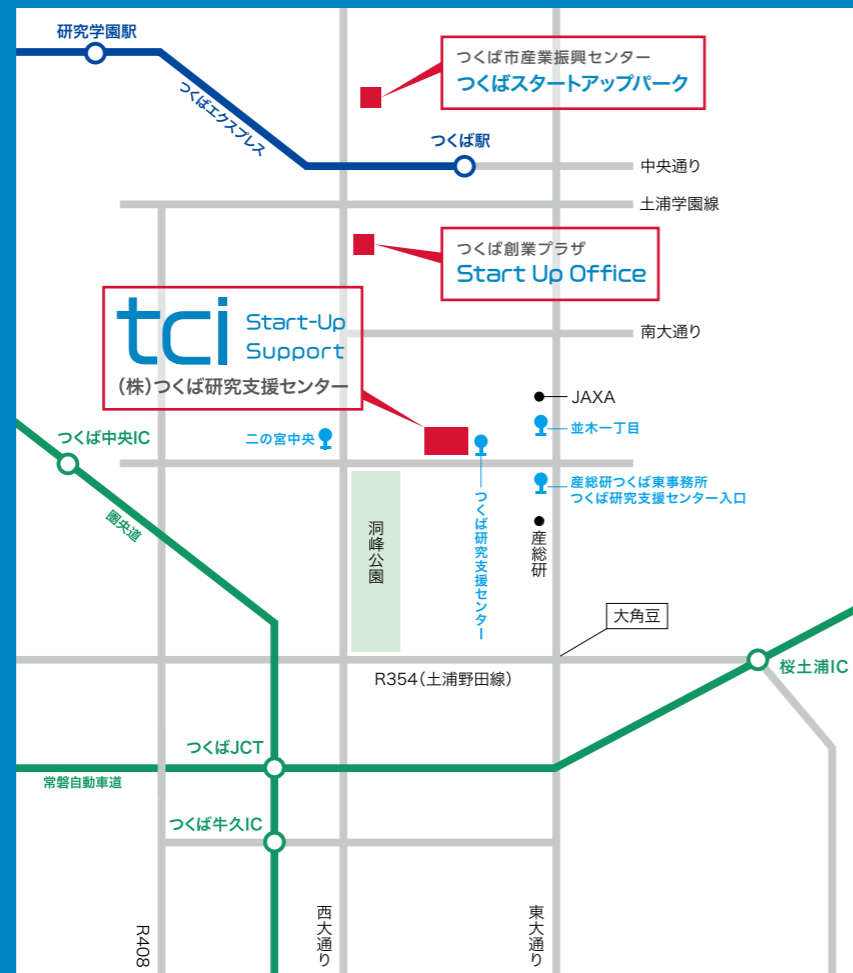 研究学園駅
つくばエクスプレス
つくば市産業振興センター
つくばスタートアップパーク
つくば駅
中央通り
土浦学園線
つくば創業プラザ
Start Up Office
tci Start-Up
Support
(株)つくば研究支援センター
南大通り
JAXA
並木一丁目
二の宮中央
つくば中央IC
圏央道
産総研つくば東事務所
つくば研究支援センター入口
つくば研究支援センター
洞峰公園
産総研
大角豆
R354(土浦野田線)
桜土浦IC
つくばJCT
常磐自動車道
つくば牛久IC
R408
西大通り
東大通り